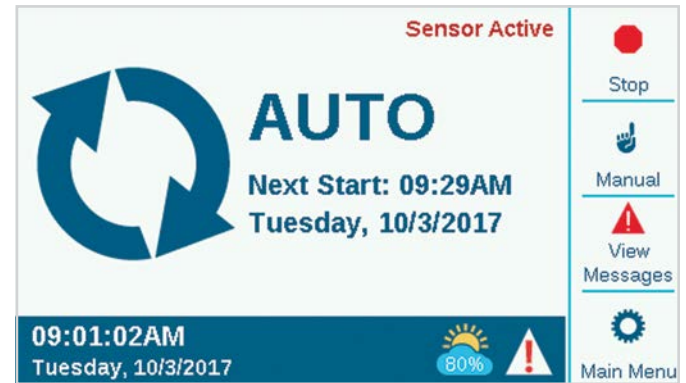 Sensor Active
AUTO
Next Start: 09:29AM
Tuesday, 10/3/2017
09:01:02AM
Tuesday, 10/3/2017
80%
Stop
Manual
View
Messages
Main Menu